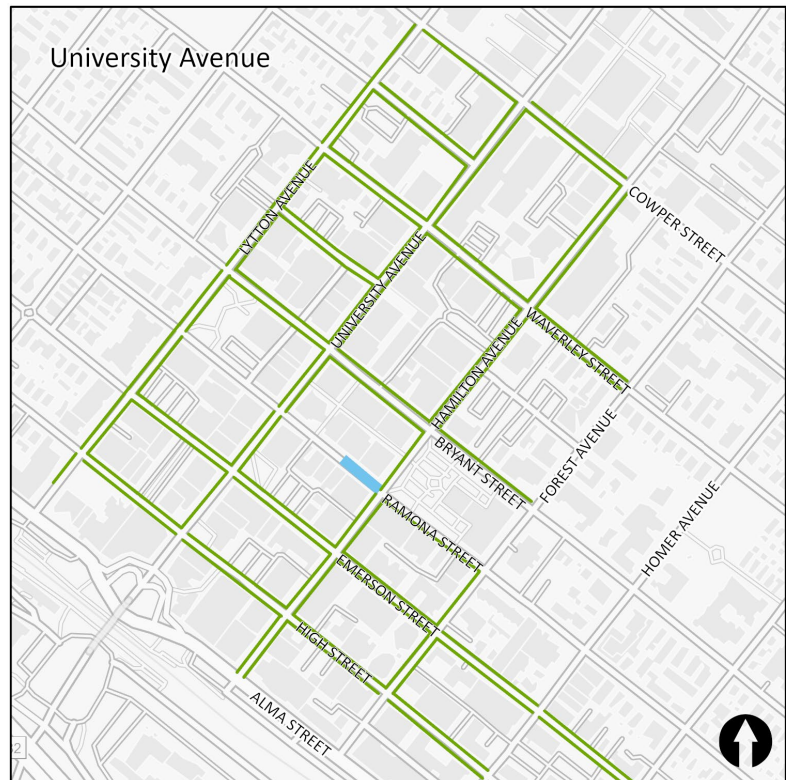 University Avenue
LYTTON AVENUE
COWPER STREET
UNIVERSITY AVENUE
WAVERLEY STREET
HAMILTON AVENUE
FOREST AVENUE
BRYANT STREET
HOMER AVENUE
RAMONA STREET
EMERSON STREET
HIGH STREET
ALMA STREET
82